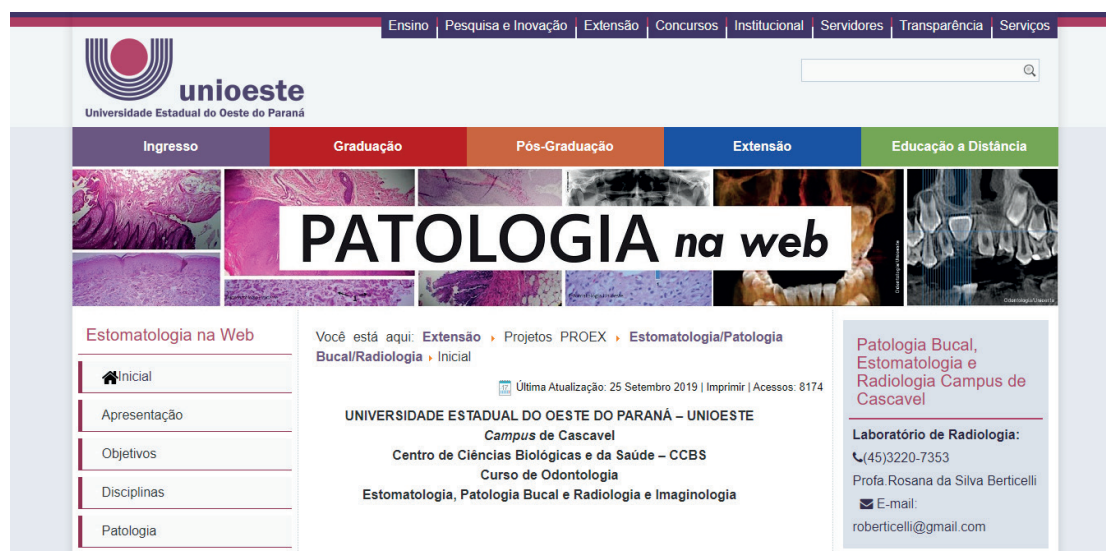 Ensino Pesquisa e Inovação Extensão Concursos Institucional Servidores Transparência Serviços
unioeste
Universidade Estadual do Oeste do Paraná
Ingresso Graduação Pós-Graduação Extensão Educação a Distância
PATOLOGIA na web
Estomatologia na Web
Inicial
Apresentação
Objetivos
Disciplinas
Patologia
Você está aqui: Extensão Projetos PROEX Estomatologia/Patologia
Bucal/Radiologia Inicial
Última Atualização: 25 Setembro 2019 | Imprimir | Acessos: 8174
UNIVERSIDADE ESTADUAL DO OESTE DO PARANÁ – UNIOESTE
Campus de Cascavel
Centro de Ciências Biológicas e da Saúde – CCBS
Curso de Odontologia
Estomatologia, Patologia Bucal e Radiologia e Imaginologia
Patologia Bucal,
Estomatologia e
Radiologia Campus de
Cascavel
Laboratório de Radiologia:
(45)3220-7353
Profa.Rosana da Silva Berticelli
E-mail:
roberticelli@gmail.com